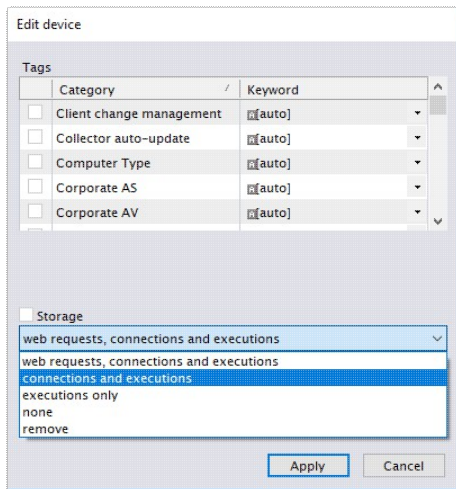 Edit device
Tags
Category / Keyword
Client change management [auto]
Collector auto-update [auto]
Computer Type [auto]
Corporate AS [auto]
Corporate AV [auto]
Storage
web requests, connections and executions
web requests, connections and executions
connections and executions
executions only
none
remove
Apply Cancel